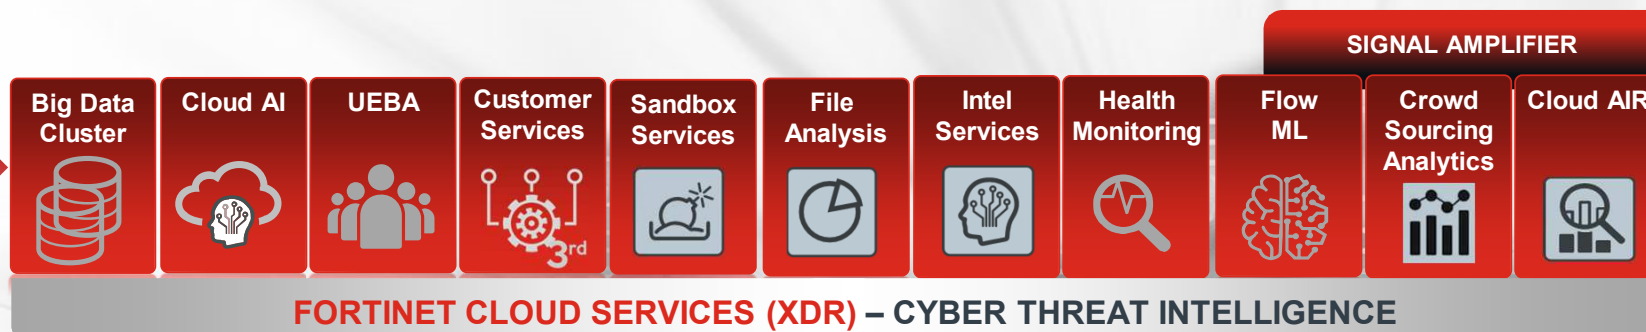 SIGNAL AMPLIFIER
Big Data
Cluster
Cloud AI
UEBA
Customer
Services
3rd
Sandbox
Services
File
Analysis
Intel
Services
Health
Monitoring
Flow
ML
Crowd
Sourcing
Analytics
Cloud AIR
FORTINET CLOUD SERVICES (XDR) – CYBER THREAT INTELLIGENCE